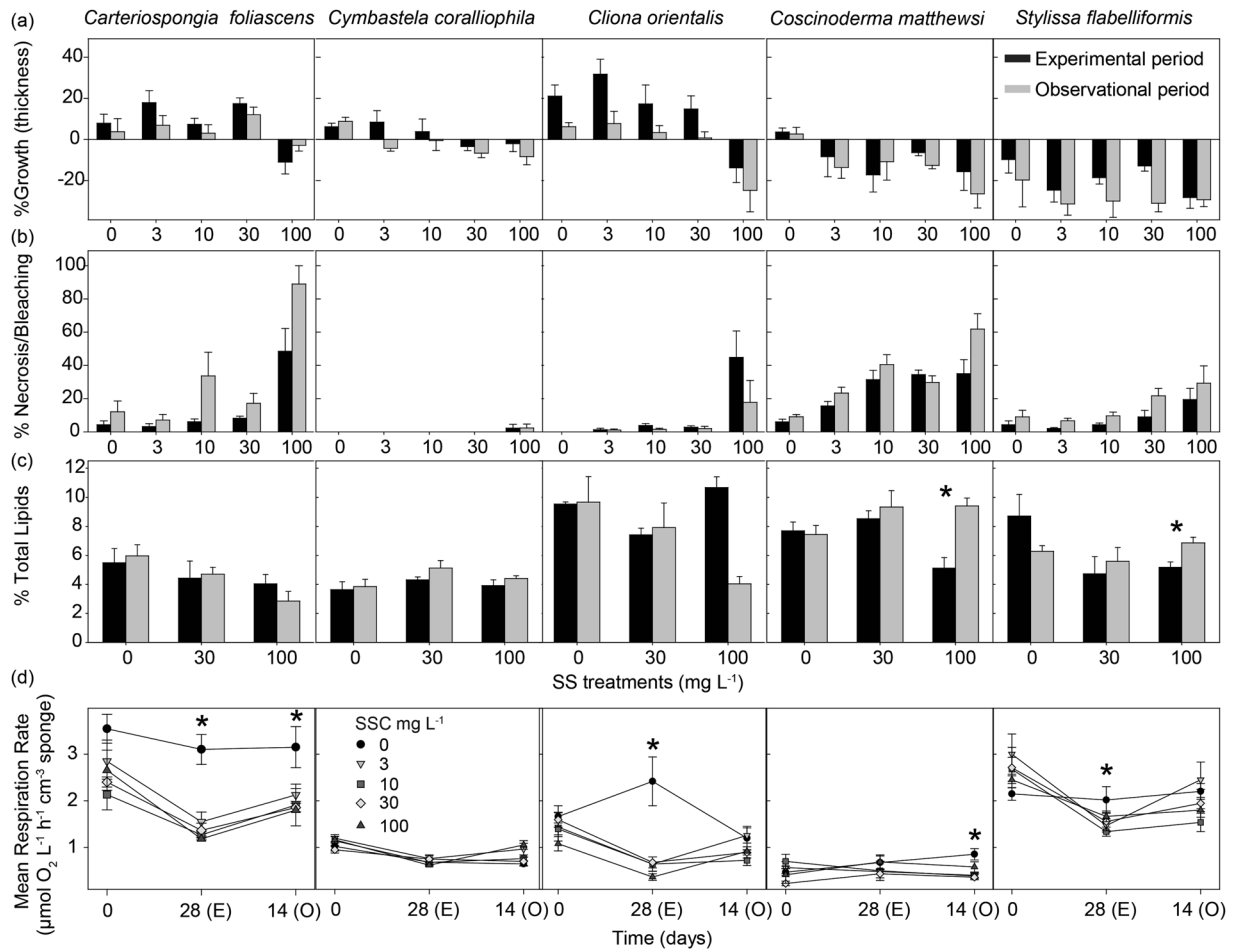 (a) Carteriospongia foliascens Cymbastela coralliophila Cliona orientalis Coscinoderma matthewsi Stylissa flabelliformis
%Growth (thickness)
40
20
0
-20
Experimental period
Observational period
0 3 10 30 100 0 3 10 30 100 0 3 10 30 100 0 3 10 30 100 0 3 10 30 100
(b)
% Necrosis/Bleaching
100
80
60
40
20
0
0 3 10 30 100 0 3 10 30 100 0 3 10 30 100 0 3 10 30 100 0 3 10 30 100
(c)
% Total Lipids
12
10
8
6
4
2
0
* *
0 30 100 0 30 100 0 30 100 0 30 100 0 30 100
SS treatments (mg L-1)
(d)
Mean Respiration Rate
(µmol O2 L-1 h-1 cm-3 sponge)
3
2
1
* * * * *
SSC mg L-1
0
3
10
30
100
0 28 (E) 14 (O) 0 28 (E) 14 (O) 0 28 (E) 14 (O) 0 28 (E) 14 (O) 0 28 (E) 14 (O)
Time (days)